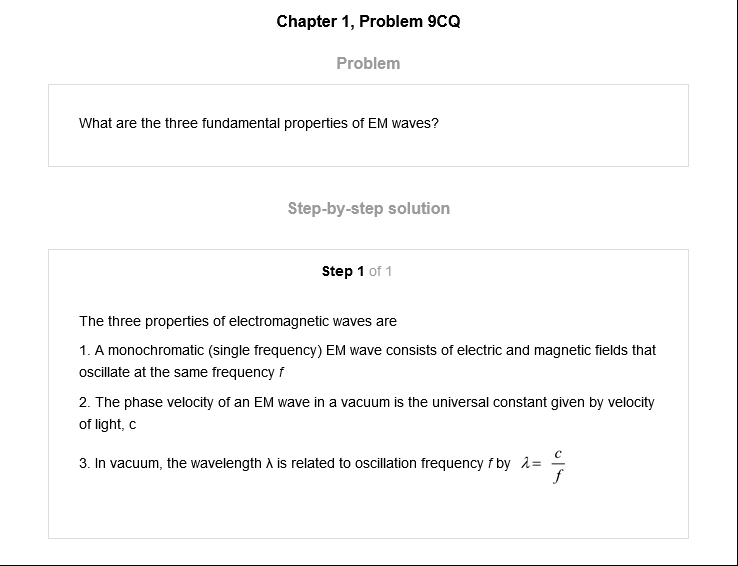 Chapter 1, Problem 9CQ
Problem
What are the three fundamental properties of EM waves?
Step-by-step solution
Step 1 of 1
The three properties of electromagnetic waves are
1. A monochromatic (single frequency) EM wave consists of electric and magnetic fields that
oscillate at the same frequency f
2. The phase velocity of an EM wave in a vacuum is the universal constant given by velocity
of light, c
3. In vacuum, the wavelength λ is related to oscillation frequency f by λ = c/f